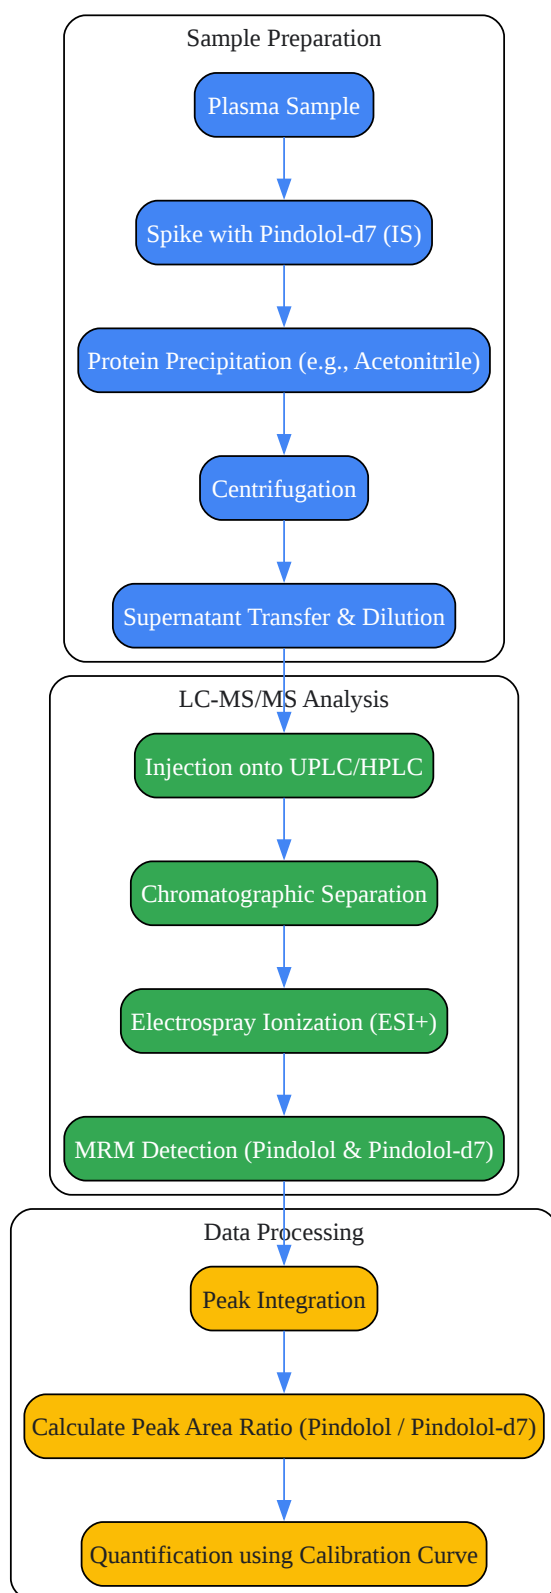 Sample Preparation
Plasma Sample
Spike with Pindolol-d7 (IS)
Protein Precipitation (e.g., Acetonitrile)
Centrifugation
Supernatant Transfer & Dilution
LC-MS/MS Analysis
Injection onto UPLC/HPLC
Chromatographic Separation
Electrospray Ionization (ESI+)
MRM Detection (Pindolol & Pindolol-d7)
Data Processing
Peak Integration
Calculate Peak Area Ratio (Pindolol / Pindolol-d7)
Quantification using Calibration Curve